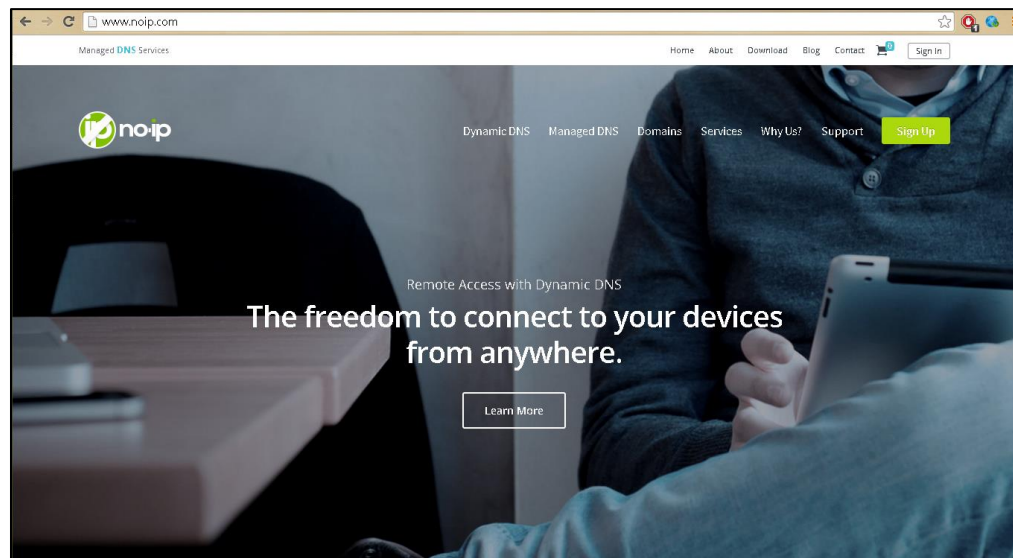 www.noip.com
Managed DNS Services
Home About Download Blog Contact 0 Sign In
no·ip
Dynamic DNS Managed DNS Domains Services Why Us? Support Sign Up
Remote Access with Dynamic DNS
The freedom to connect to your devices
from anywhere.
Learn More